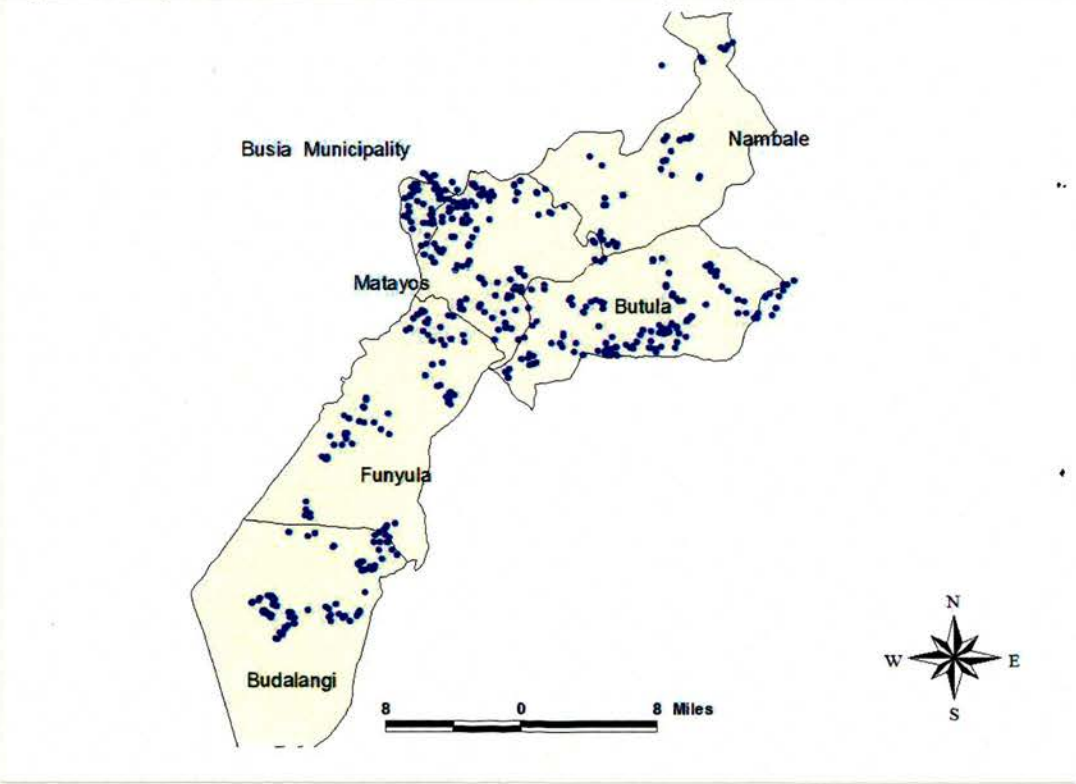 Nambale
Busia Municipality
Matayos
Butula
Funyula
Budalangi
N
W E
S
8 0 8 Miles